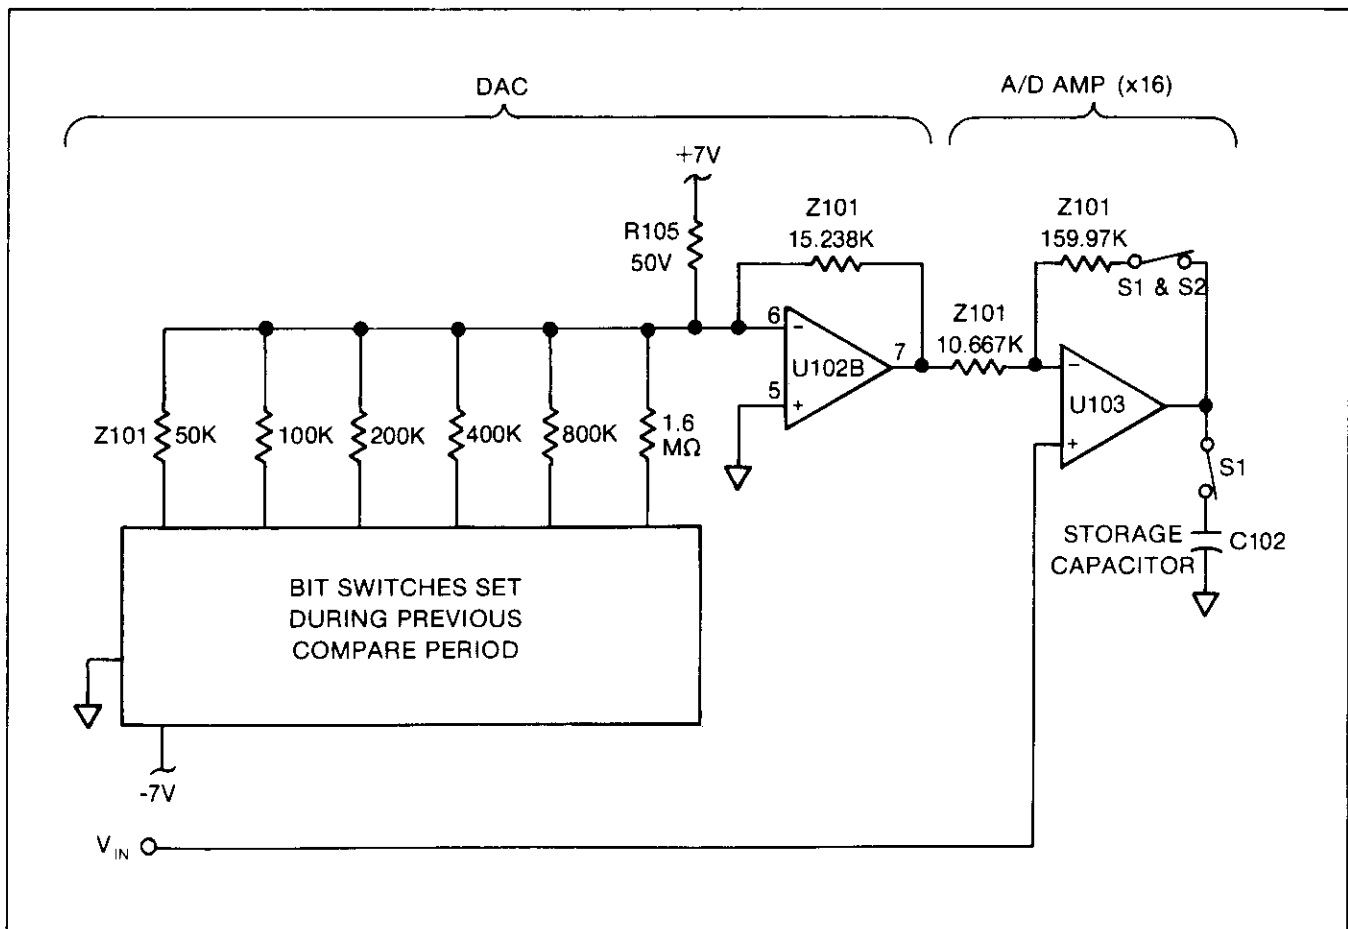 DAC
A/D AMP (x16)
+7V
R105
50V
Z101
15.238K
Z101
159.97K
S1 & S2
Z101
10.667K
6
-
U102B
7
5
+
-
U103
+
S1
STORAGE
CAPACITOR
C102
Z101
50K
100K
200K
400K
800K
1.6
MΩ
BIT SWITCHES SET
DURING PREVIOUS
COMPARE PERIOD
-7V
VIN